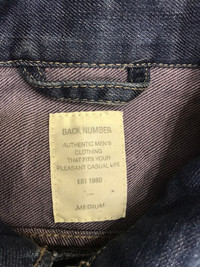 BACK NUMBER
AUTHENTIC MEN'S
CLOTHING
THAT FITS YOUR
PLEASANT CASUAL LIFE
EST 1980
MEDIUM